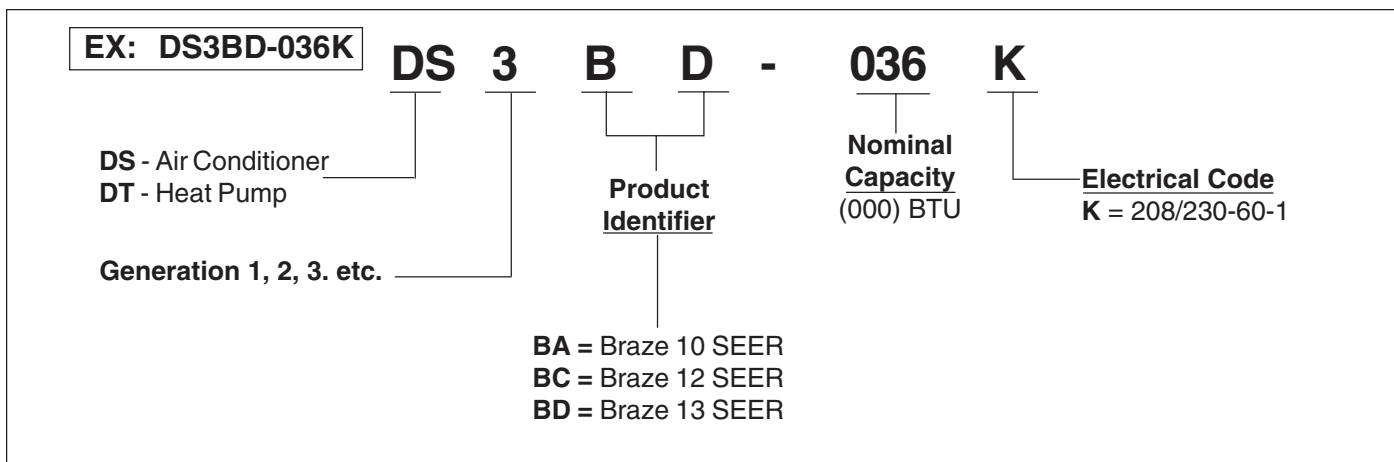 EX: DS3BD-036K
DS 3 B D - 036 K
DS - Air Conditioner
DT - Heat Pump
Generation 1, 2, 3. etc.
Product
Identifier
BA = Braze 10 SEER
BC = Braze 12 SEER
BD = Braze 13 SEER
Nominal
Capacity
(000) BTU
Electrical Code
K = 208/230-60-1